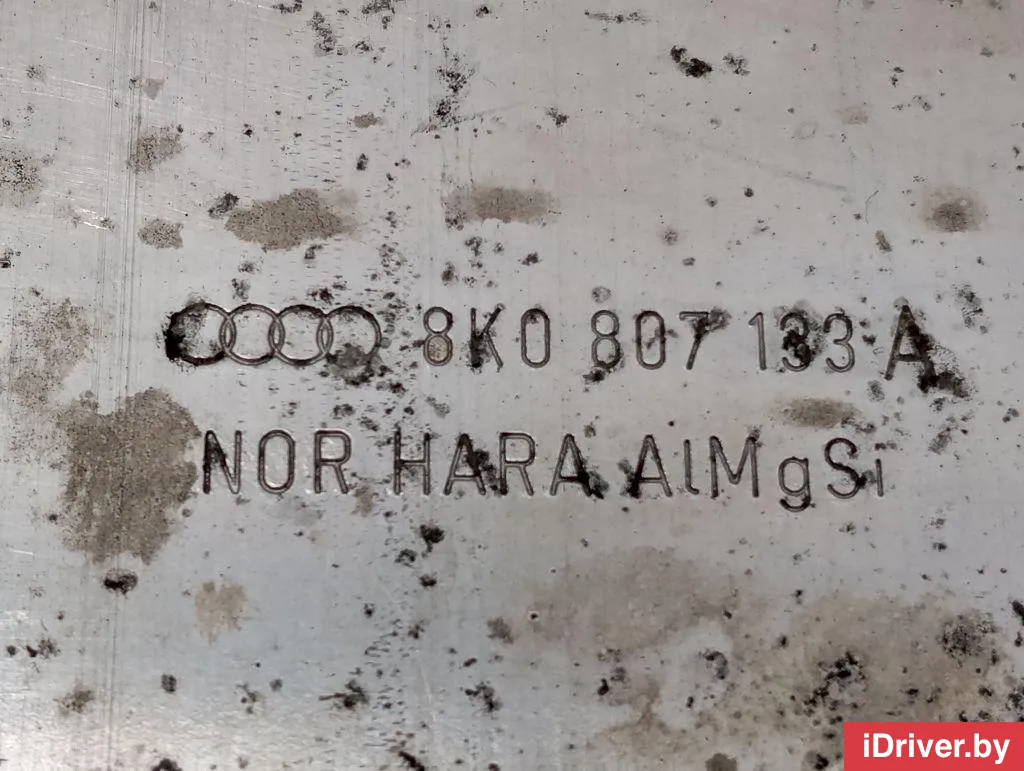 8K0 807 133 A
NOR HARA AlMgSi
iDriver.by